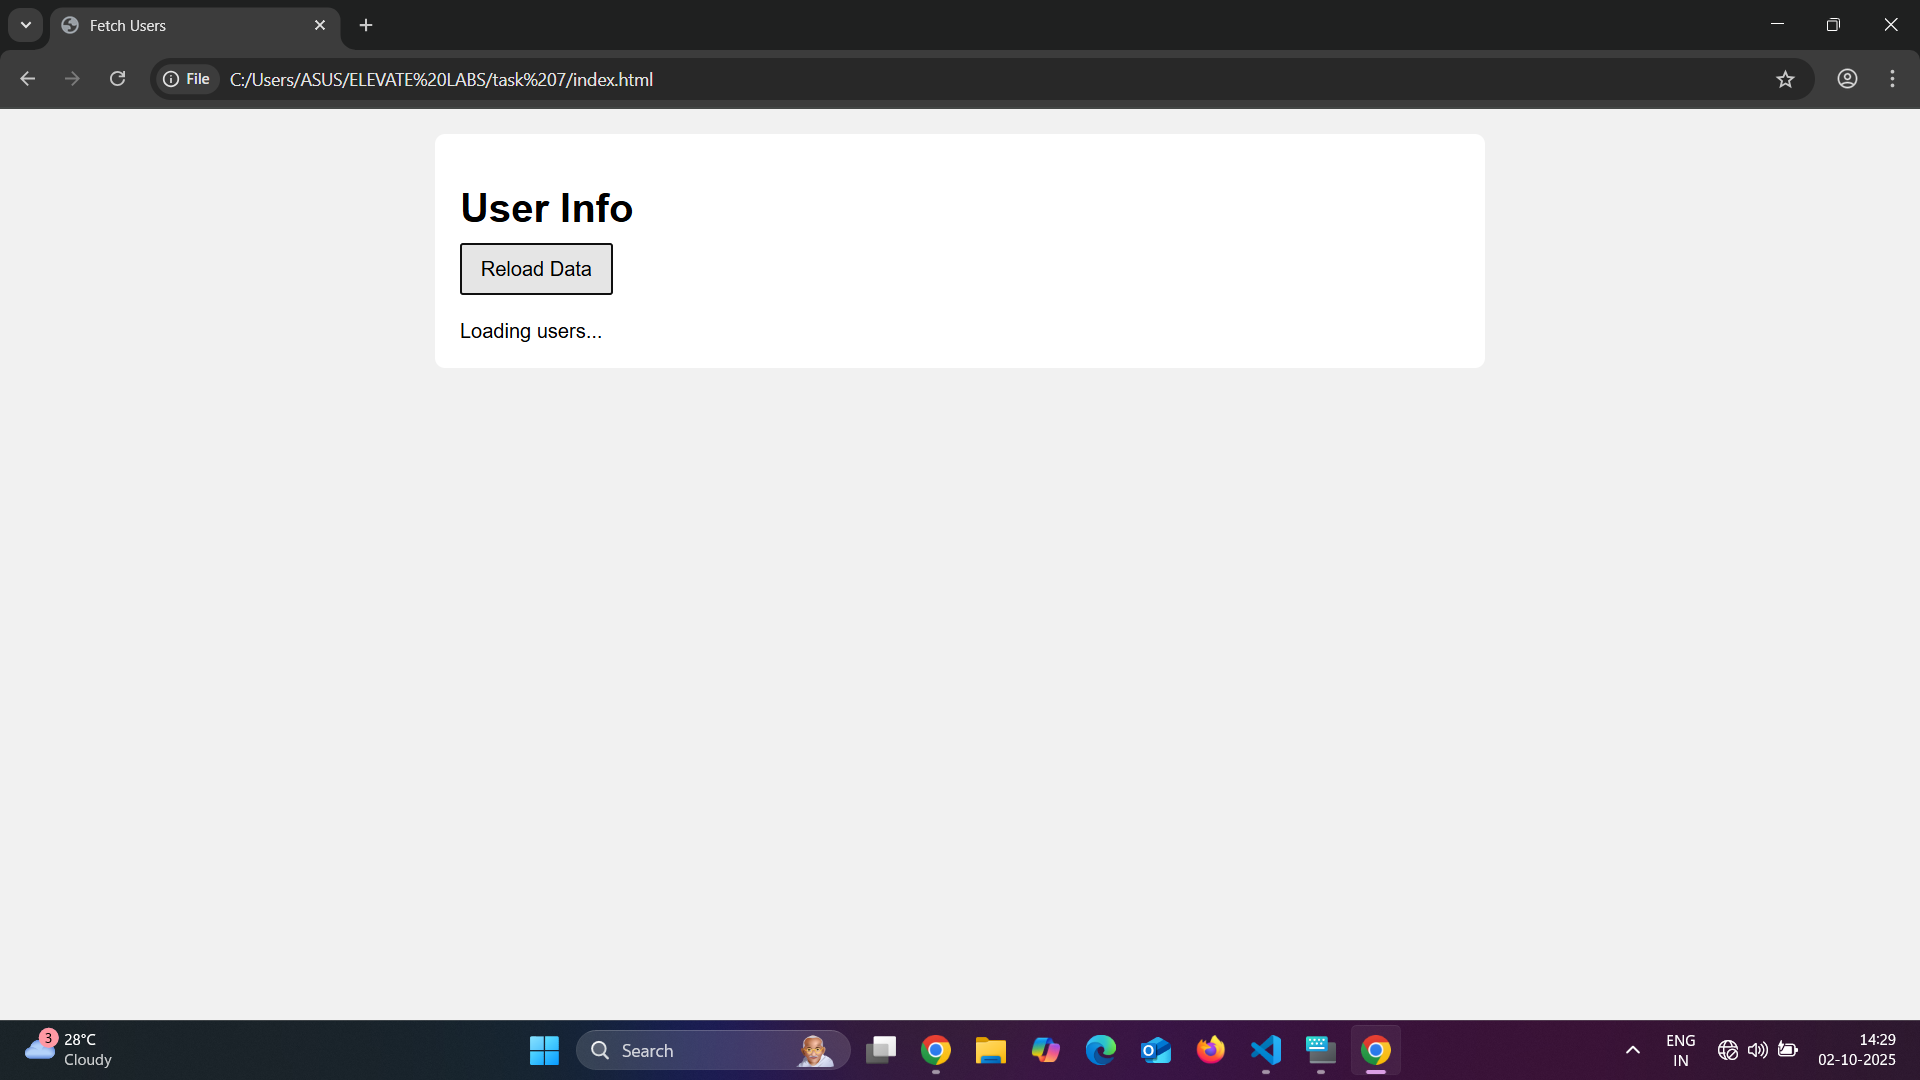 Fetch Users
File
C:/Users/ASUS/ELEVATE%20LABS/task%207/index.html
User Info
Reload Data
Loading users...
3
28°C
Cloudy
Search
ENG
IN
14:29
02-10-2025